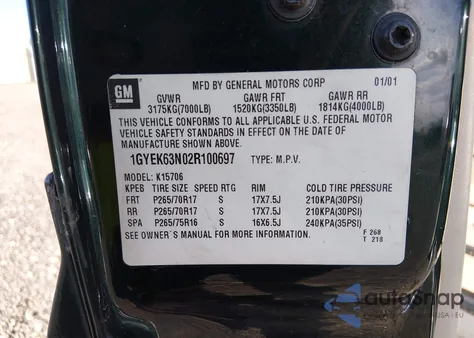 GM
MFD BY GENERAL MOTORS CORP 01/01
GVWR GAWR FRT GAWR RR
3175KG(7000LB) 1520KG(3350LB) 1814KG(4000LB)
THIS VEHICLE CONFORMS TO ALL APPLICABLE U.S. FEDERAL MOTOR
VEHICLE SAFETY STANDARDS IN EFFECT ON THE DATE OF
MANUFACTURE SHOWN ABOVE.
1GYEK63N02R100697 TYPE: M.P.V.
MODEL: K15706
KPEB TIRE SIZE SPEED RTG RIM COLD TIRE PRESSURE
FRT P265/70R17 S 17X7.5J 210KPA(30PSI)
RR P265/70R17 S 17X7.5J 210KPA(30PSI)
SPA P265/75R16 S 16X6.5J 240KPA(35PSI)
SEE OWNER'S MANUAL FOR MORE INFORMATION. F 268
T 218
autoSnap
USA - EU